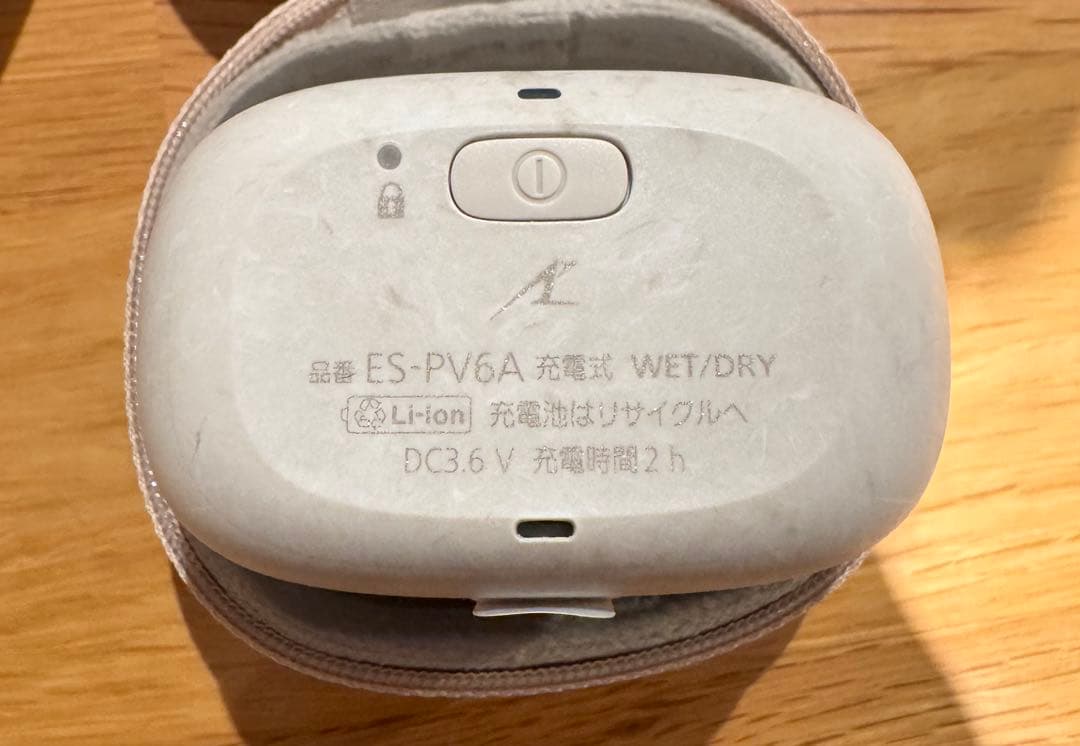 品番 ES-PV6A 充電式 WET/DRY
Li-ion 充電池はリサイクルへ
DC3.6 V 充電時間2h